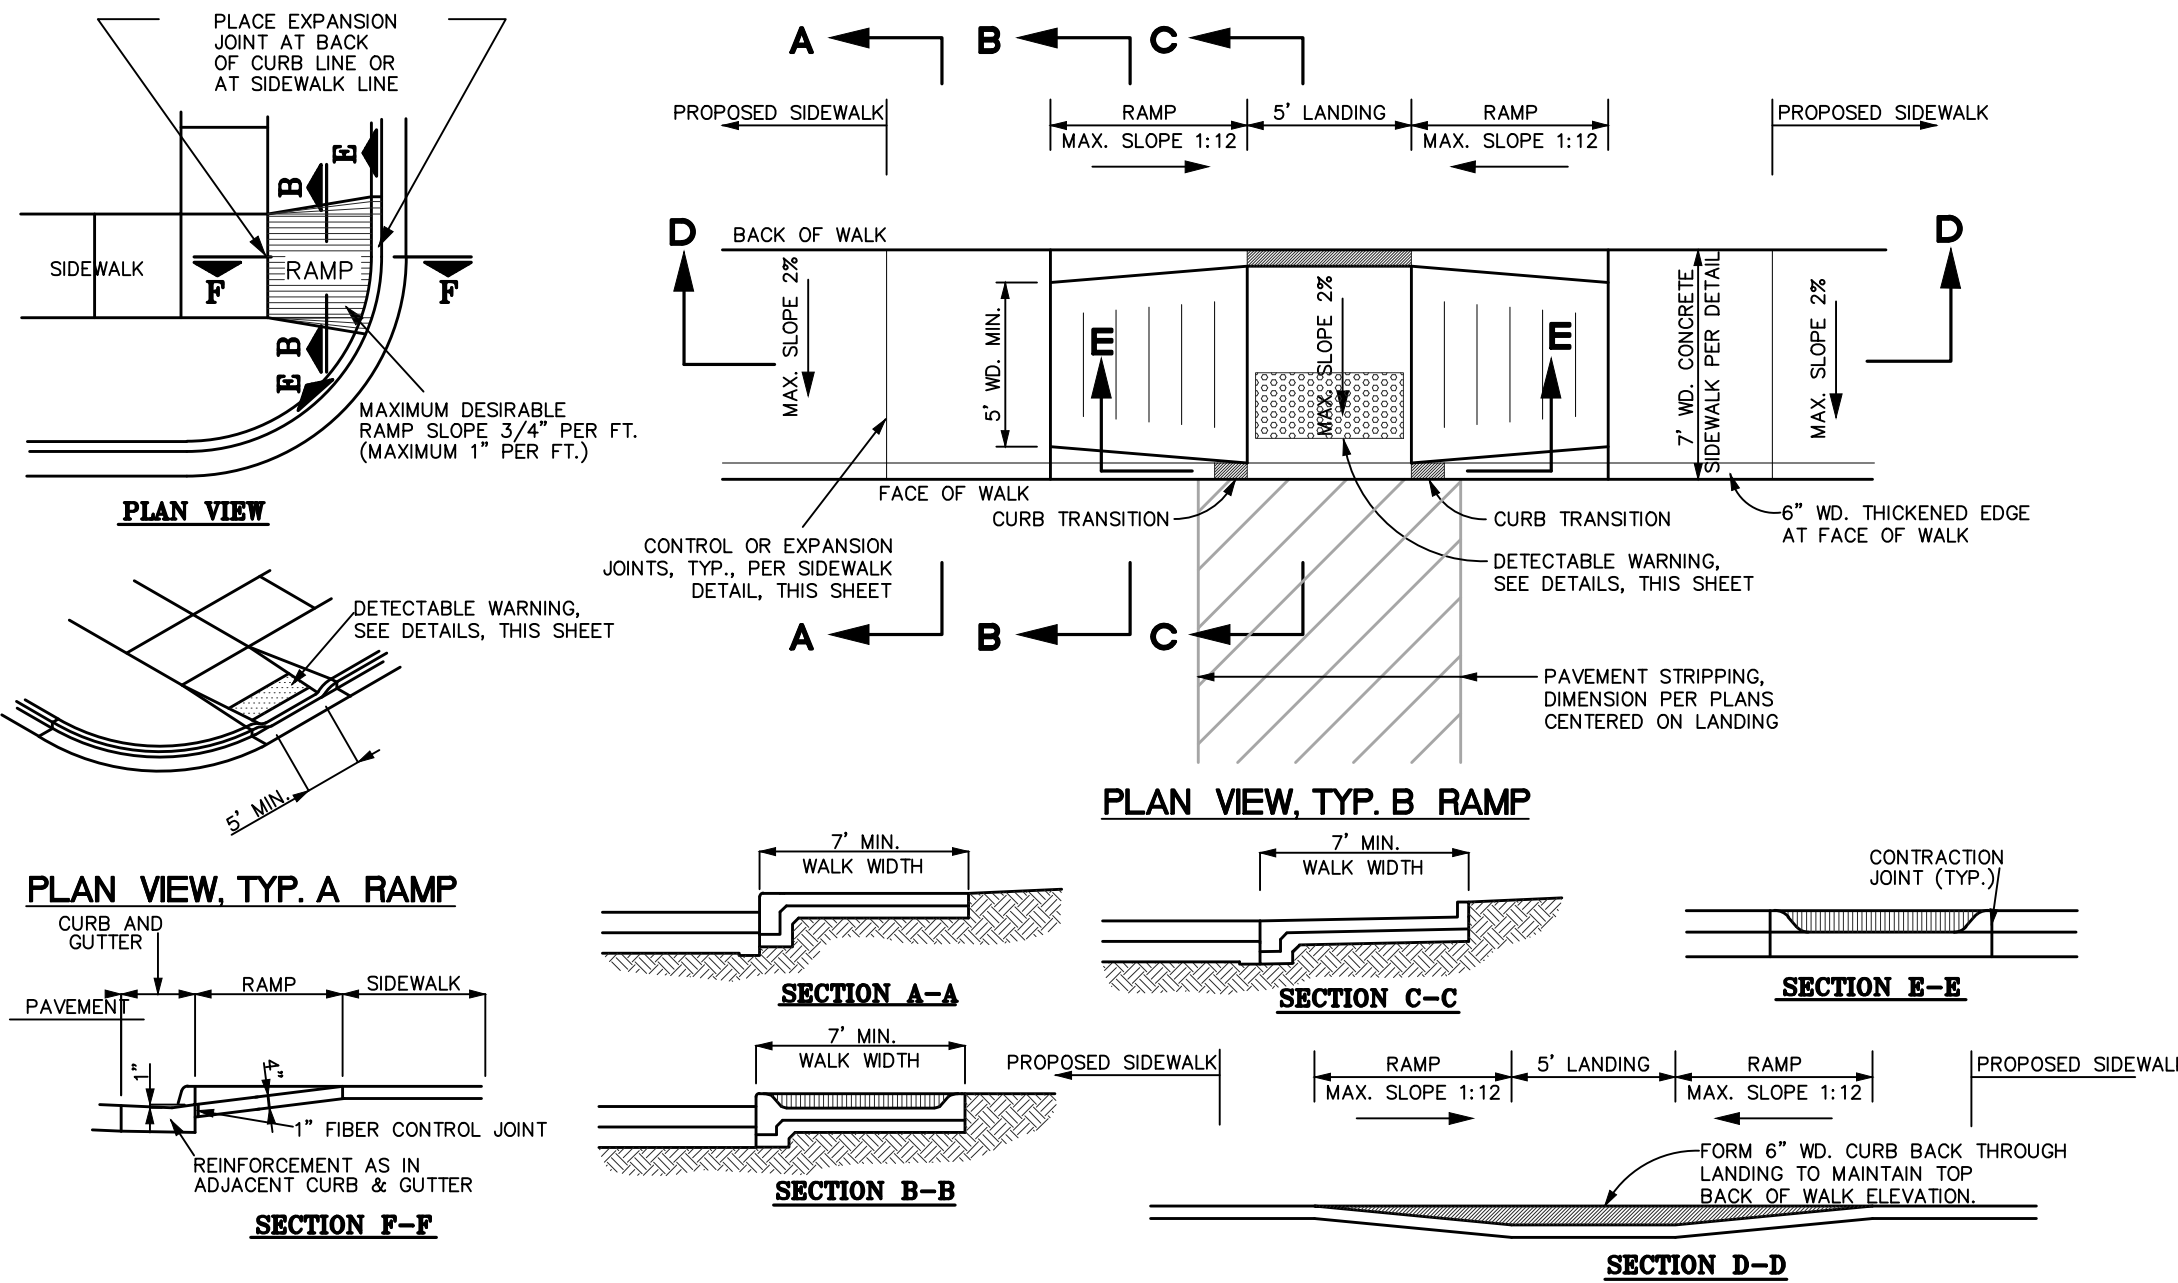 PLACE EXPANSION
JOINT AT BACK
OF CURB LINE OR
AT SIDEWALK LINE
E
B
SIDEWALK
RAMP
F
F
B
E
MAXIMUM DESIRABLE
RAMP SLOPE 3/4" PER FT.
(MAXIMUM 1" PER FT.)
PLAN VIEW
DETECTABLE WARNING,
SEE DETAILS, THIS SHEET
5' MIN.
PLAN VIEW, TYP. A RAMP
CURB AND
GUTTER
PAVEMENT
RAMP
SIDEWALK
1"
4"
1" FIBER CONTROL JOINT
REINFORCEMENT AS IN
ADJACENT CURB & GUTTER
SECTION F-F
A
B
C
PROPOSED SIDEWALK
RAMP
5' LANDING
RAMP
PROPOSED SIDEWALK
MAX. SLOPE 1:12
MAX. SLOPE 1:12
D
BACK OF WALK
D
MAX. SLOPE 2%
5' WD. MIN.
E
MAX. SLOPE 2%
E
7' WD. CONCRETE
SIDEWALK PER DETAIL
MAX. SLOPE 2%
FACE OF WALK
CURB TRANSITION
CURB TRANSITION
6" WD. THICKENED EDGE
AT FACE OF WALK
CONTROL OR EXPANSION
JOINTS, TYP., PER SIDEWALK
DETAIL, THIS SHEET
DETECTABLE WARNING,
SEE DETAILS, THIS SHEET
A
B
C
PAVEMENT STRIPPING,
DIMENSION PER PLANS
CENTERED ON LANDING
PLAN VIEW, TYP. B RAMP
7' MIN.
WALK WIDTH
SECTION A-A
7' MIN.
WALK WIDTH
SECTION C-C
CONTRACTION
JOINT (TYP.)
SECTION E-E
7' MIN.
WALK WIDTH
SECTION B-B
PROPOSED SIDEWALK
RAMP
5' LANDING
RAMP
PROPOSED SIDEWALK
MAX. SLOPE 1:12
MAX. SLOPE 1:12
FORM 6" WD. CURB BACK THROUGH
LANDING TO MAINTAIN TOP
BACK OF WALK ELEVATION.
SECTION D-D